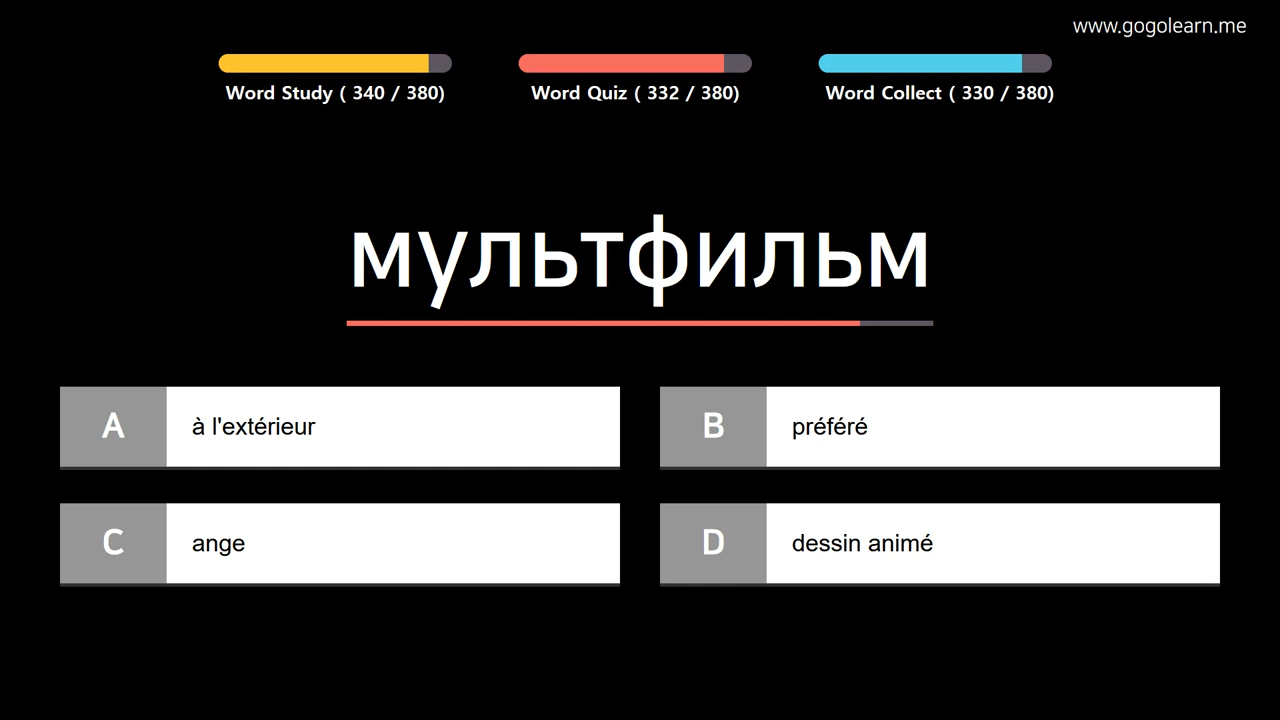 www.gogolearn.me
Word Study ( 340 / 380)
Word Quiz ( 332 / 380)
Word Collect ( 330 / 380)
мультфильм
A
à l'extérieur
B
préféré
C
ange
D
dessin animé